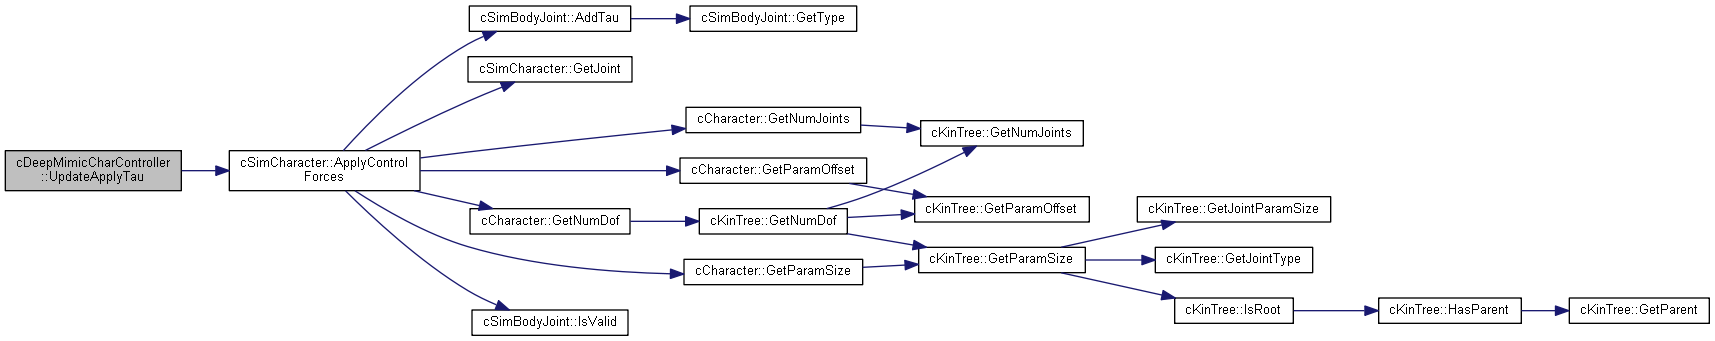 cDeepMimicCharController
::UpdateApplyTau
cSimCharacter::ApplyControl
Forces
cSimBodyJoint::AddTau
cSimBodyJoint::GetType
cSimCharacter::GetJoint
cCharacter::GetNumJoints
cKinTree::GetNumJoints
cCharacter::GetParamOffset
cKinTree::GetParamOffset
cCharacter::GetNumDof
cKinTree::GetNumDof
cKinTree::GetJointParamSize
cKinTree::GetParamSize
cKinTree::GetJointType
cCharacter::GetParamSize
cKinTree::IsRoot
cKinTree::HasParent
cKinTree::GetParent
cSimBodyJoint::IsValid